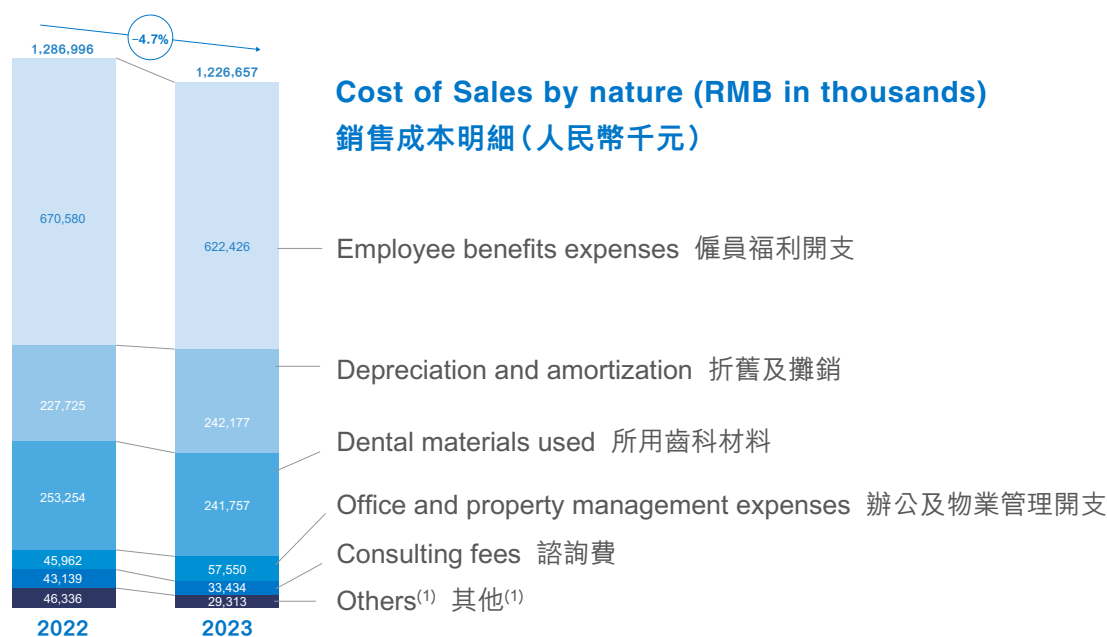 −4.7%
1,286,996
1,226,657
Cost of Sales by nature (RMB in thousands)
銷售成本明細（人民幣千元）
670,580
622,426
Employee benefits expenses 僱員福利開支
Depreciation and amortization 折舊及攤銷
227,725
242,177
Dental materials used 所用齒科材料
253,254
241,757
Office and property management expenses 辦公及物業管理開支
45,962
57,550
Consulting fees 諮詢費
43,139
33,434
46,336
29,313
Others(1) 其他(1)
2022
2023